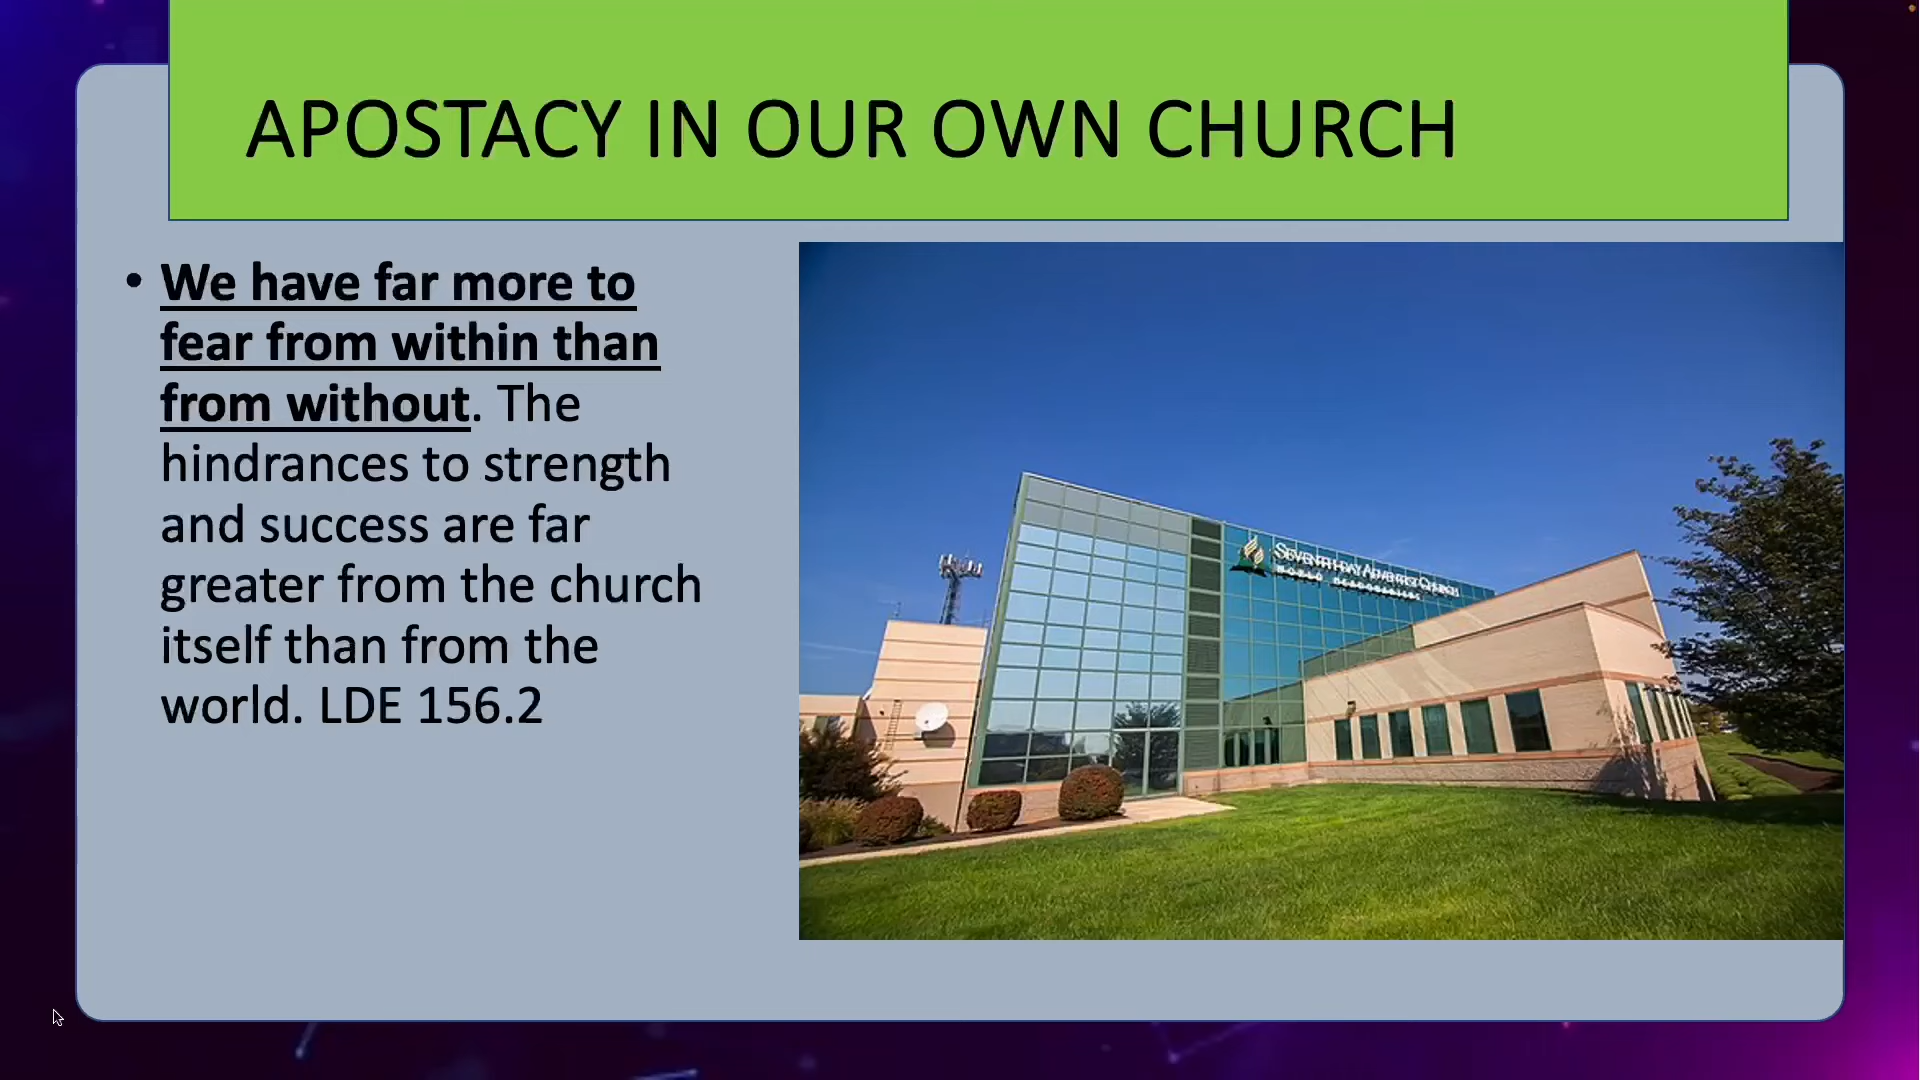 APOSTACY IN OUR OWN CHURCH
• We have far more to
fear from within than
from without. The
hindrances to strength
and success are far
greater from the church
itself than from the
world. LDE 156.2
SEVENTH-DAY ADVENTIST CHURCH
WORLD HEADQUARTERS